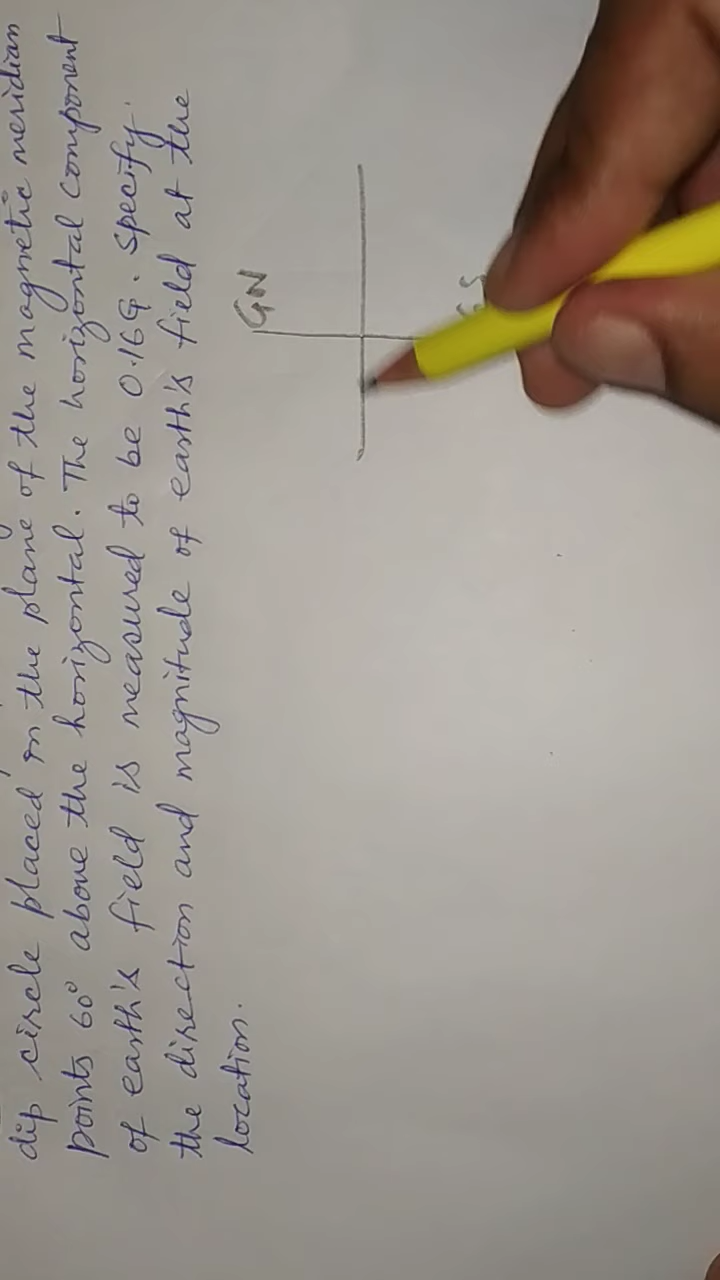 dip circle placed in the plane of the magnetic meridian
points 60° above the horizontal. The horizontal component
of earth's field is measured to be 0.16G. Specify
the direction and magnitude of earth's field at the
location.
GN
GS